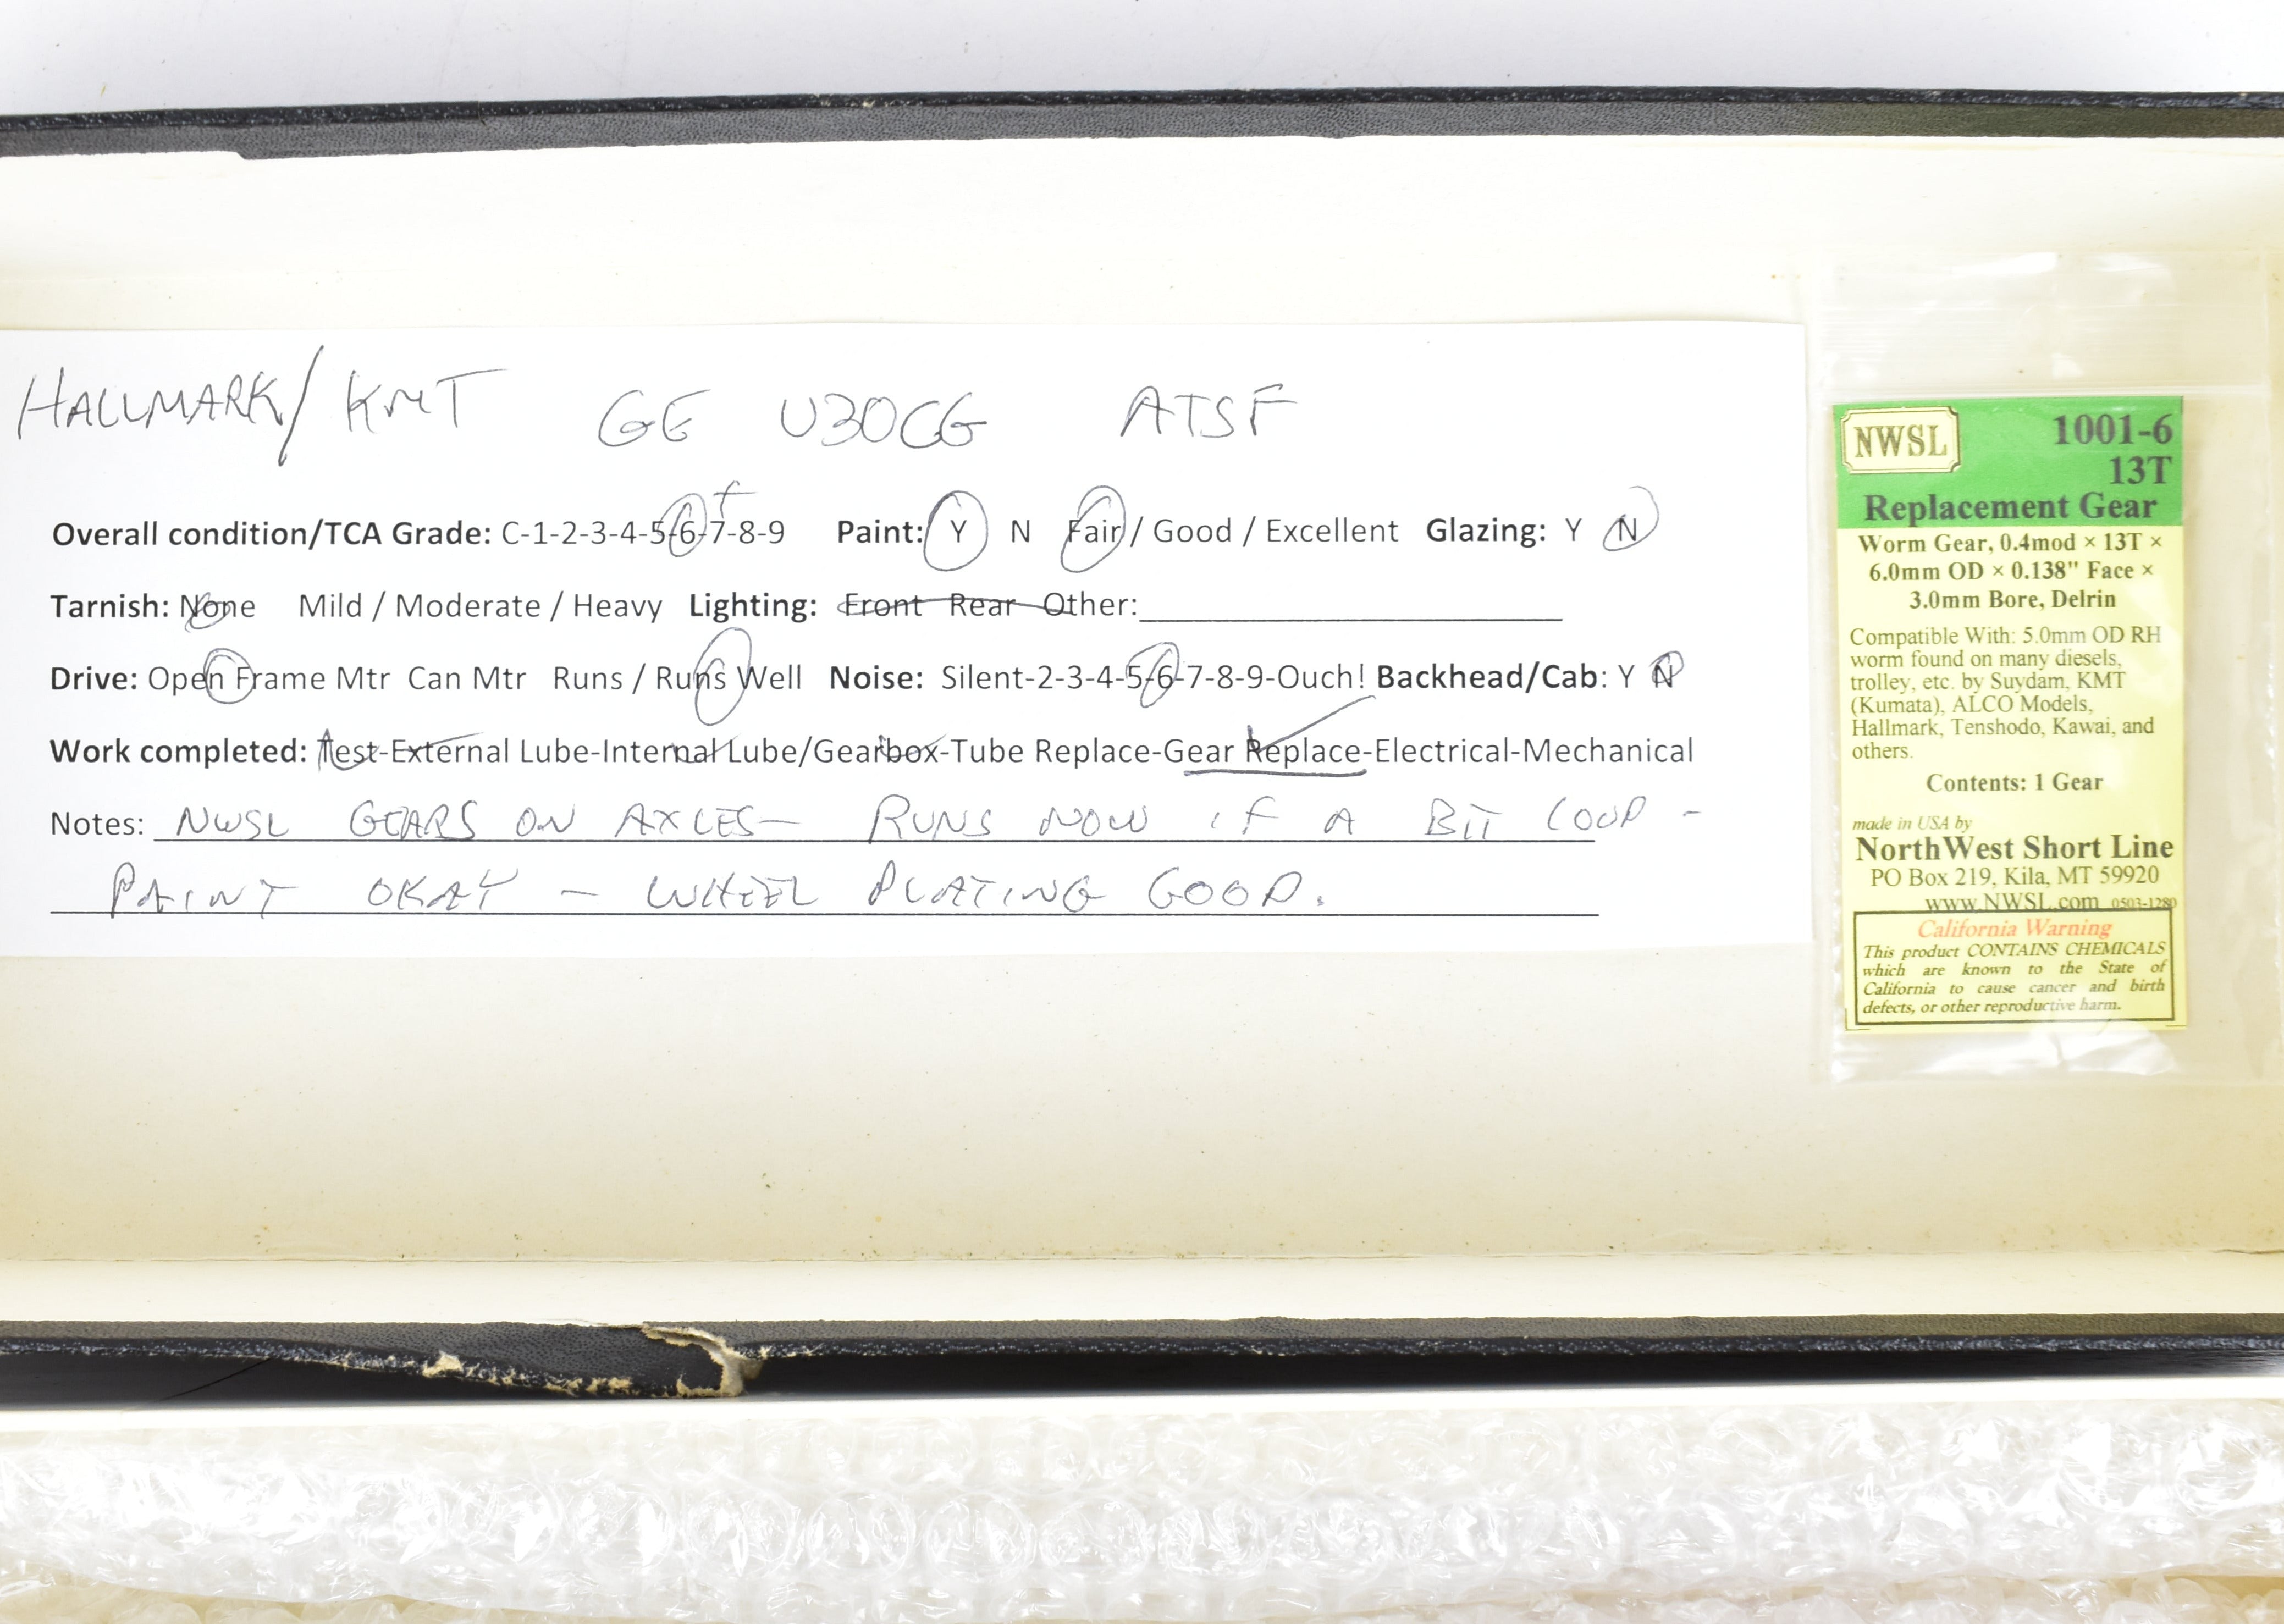 HALLMARK/KMT GE U30CG ATSF
Overall condition/TCA Grade: C-1-2-3-4-5-6-7-8-9 Paint: Y N Fair / Good / Excellent Glazing: Y N
+
Tarnish: None Mild / Moderate / Heavy Lighting: Front Rear Other:
Drive: Open Frame Mtr Can Mtr Runs / Runs Well Noise: Silent-2-3-4-5-6-7-8-9-Ouch! Backhead/Cab: Y N
Work completed: Test-External Lube-Internal Lube/Gearbox-Tube Replace-Gear Replace-Electrical-Mechanical
Notes: NWSL GEARS ON AXLES- RUNS NOW IF A BIT LOUD -
PAINT OKAY - WHEEL PLATING GOOD.
NWSL 1001-6
13T
Replacement Gear
Worm Gear, 0.4mod × 13T ×
6.0mm OD × 0.138" Face ×
3.0mm Bore, Delrin
Compatible With: 5.0mm OD RH
worm found on many diesels,
trolley, etc. by Suydam, KMT
(Kumata), ALCO Models,
Hallmark, Tenshodo, Kawai, and
others.
Contents: 1 Gear
made in USA by
NorthWest Short Line
PO Box 219, Kila, MT 59920
www.NWSL.com 0503-1280
California Warning
This product CONTAINS CHEMICALS
which are known to the State of
California to cause cancer and birth
defects, or other reproductive harm.